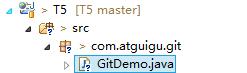 T5 [T5 master]
src
com.atguigu.git
GitDemo.java